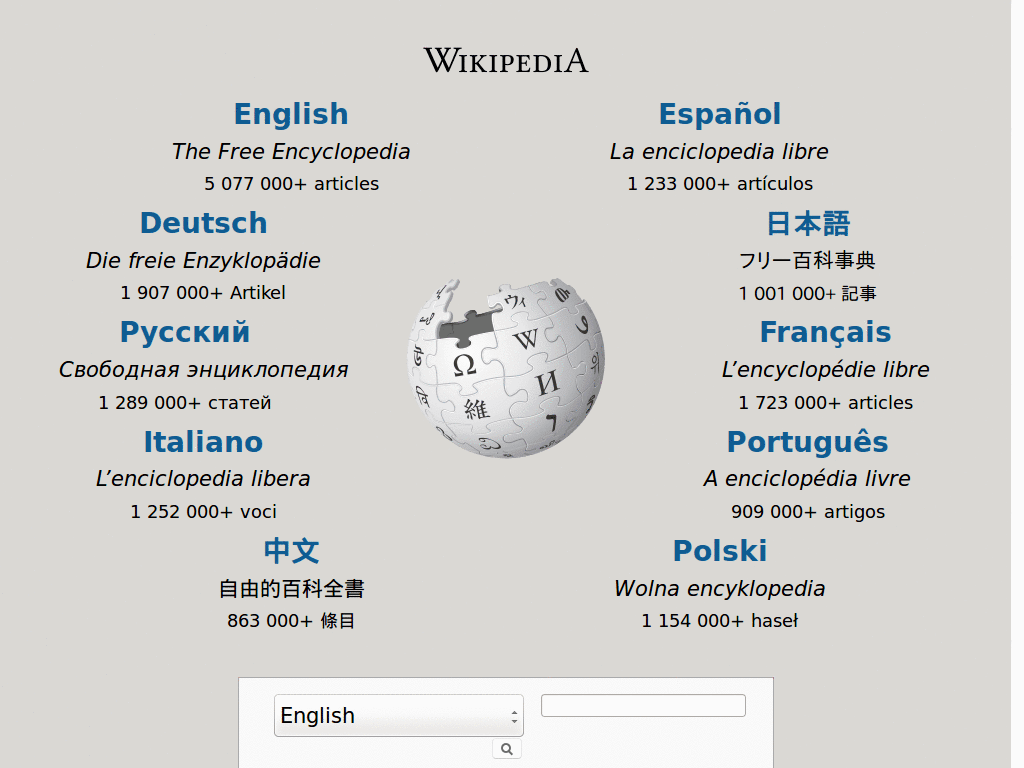 WIKIPEDIA
English
The Free Encyclopedia
5 077 000+ articles
Español
La enciclopedia libre
1 233 000+ artículos
Deutsch
Die freie Enzyklopädie
1 907 000+ Artikel
日本語
フリー百科事典
1 001 000+ 記事
Русский
Свободная энциклопедия
1 289 000+ статей
Français
L’encyclopédie libre
1 723 000+ articles
Italiano
L’enciclopedia libera
1 252 000+ voci
Português
A enciclopédia livre
909 000+ artigos
中文
自由的百科全書
863 000+ 條目
Polski
Wolna encyklopedia
1 154 000+ haseł
ウィ
Ω
W
И
維
English